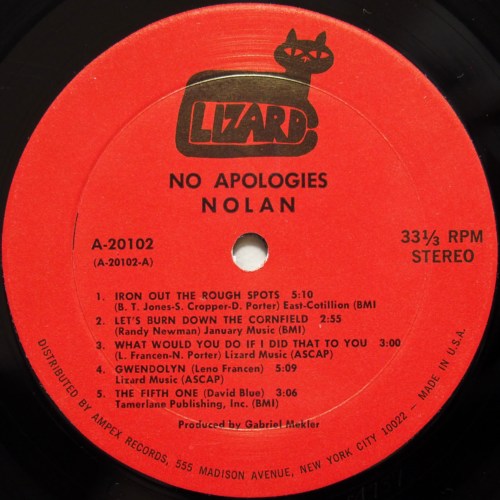 LIZARD
NO APOLOGIES
NOLAN
A-20102
(A-20102-A)
33⅓ RPM
STEREO
1. IRON OUT THE ROUGH SPOTS 5:10
(B. T. Jones-S. Cropper-D. Porter) East-Cotillion (BMI
2. LET'S BURN DOWN THE CORNFIELD 2:55
(Randy Newman) January Music (BMI)
3. WHAT WOULD YOU DO IF I DID THAT TO YOU 3:00
(L. Francen-N. Porter) Lizard Music (ASCAP)
4. GWENDOLYN (Leno Francen) 5:09
Lizard Music (ASCAP)
5. THE FIFTH ONE (David Blue) 3:06
Tamerlane Publishing, Inc. (BMI)
Produced by Gabriel Mekler
DISTRIBUTED BY AMPEX RECORDS, 555 MADISON AVENUE, NEW YORK CITY 10022 - MADE IN U.S.A.